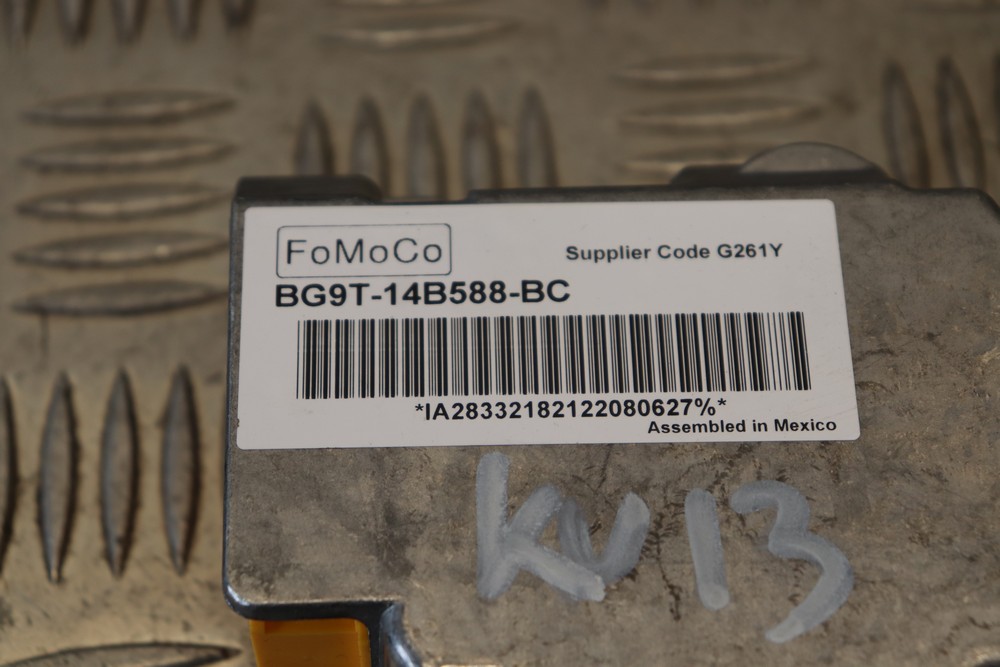 FoMoCo
Supplier Code G261Y
BG9T-14B588-BC
*IA28332182122080627%*
Assembled in Mexico
KU13